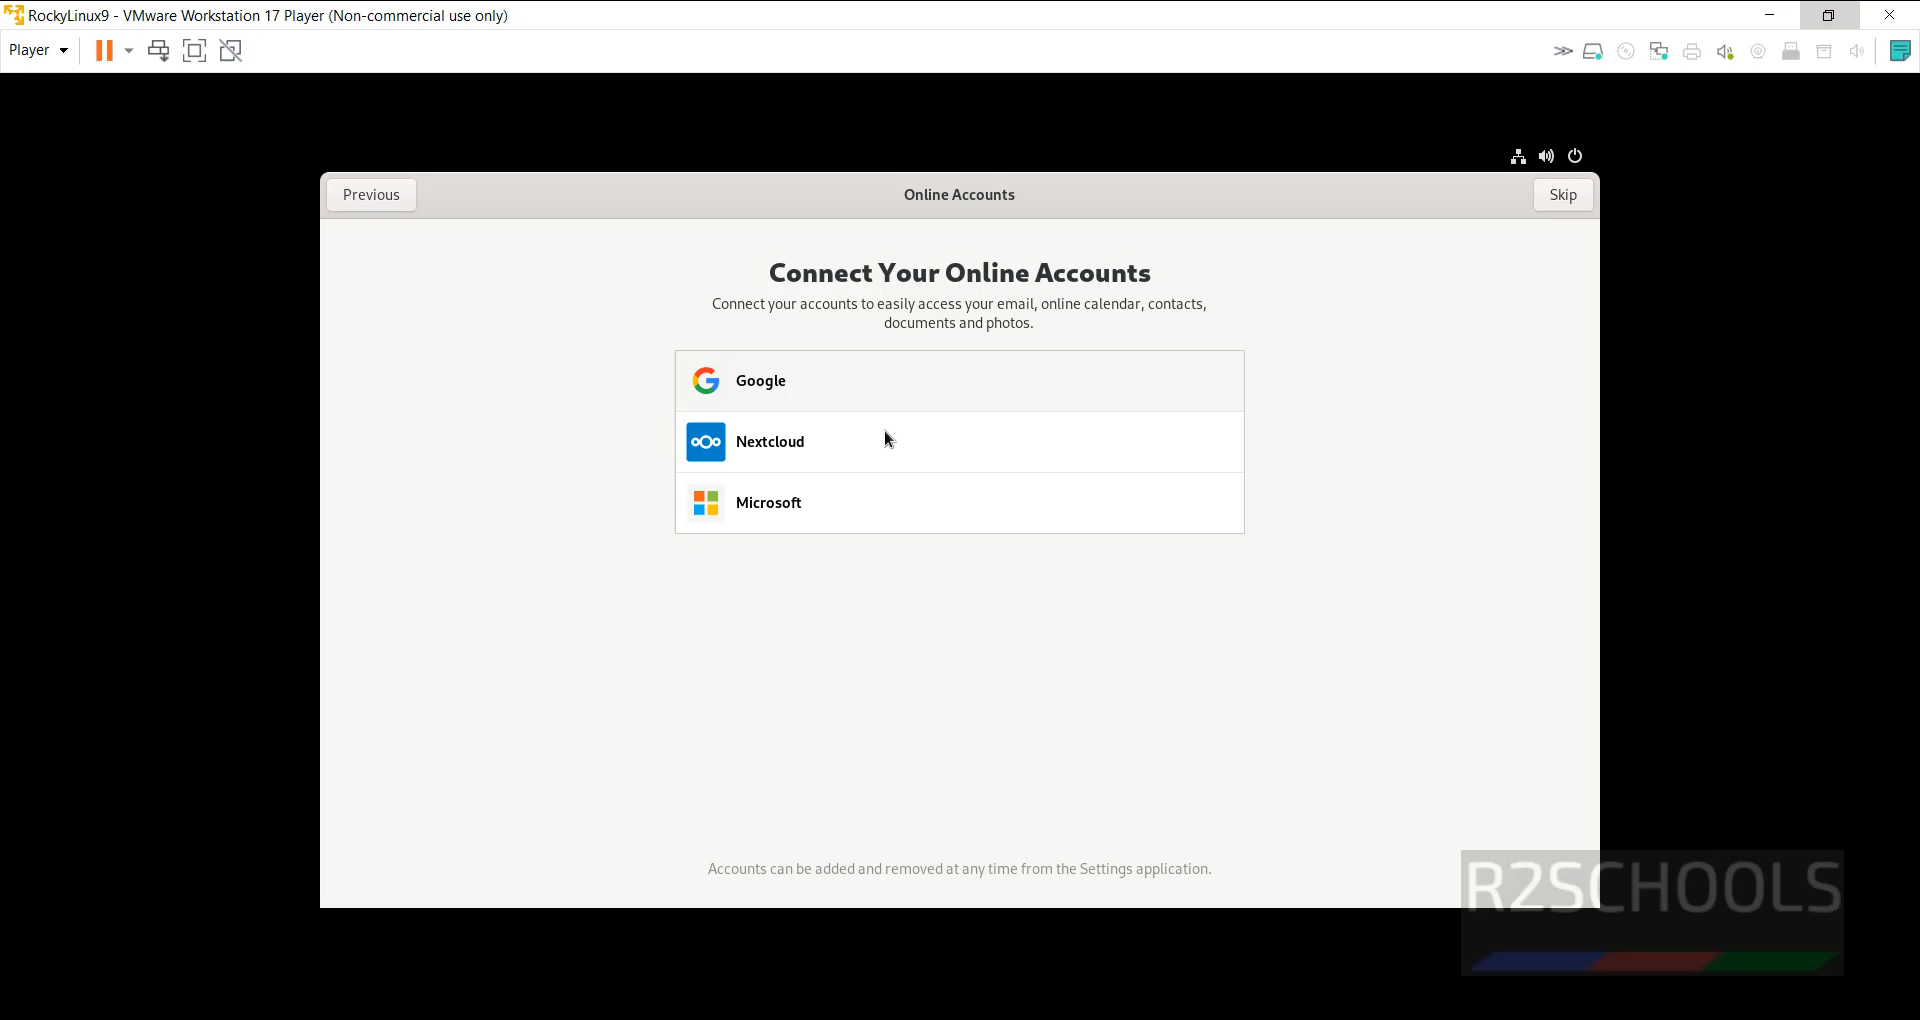 RockyLinux9 - VMware Workstation 17 Player (Non-commercial use only)
Player
Previous
Online Accounts
Skip
Connect Your Online Accounts
Connect your accounts to easily access your email, online calendar, contacts,
documents and photos.
Google
Nextcloud
Microsoft
Accounts can be added and removed at any time from the Settings application.
R2SCHOOLS